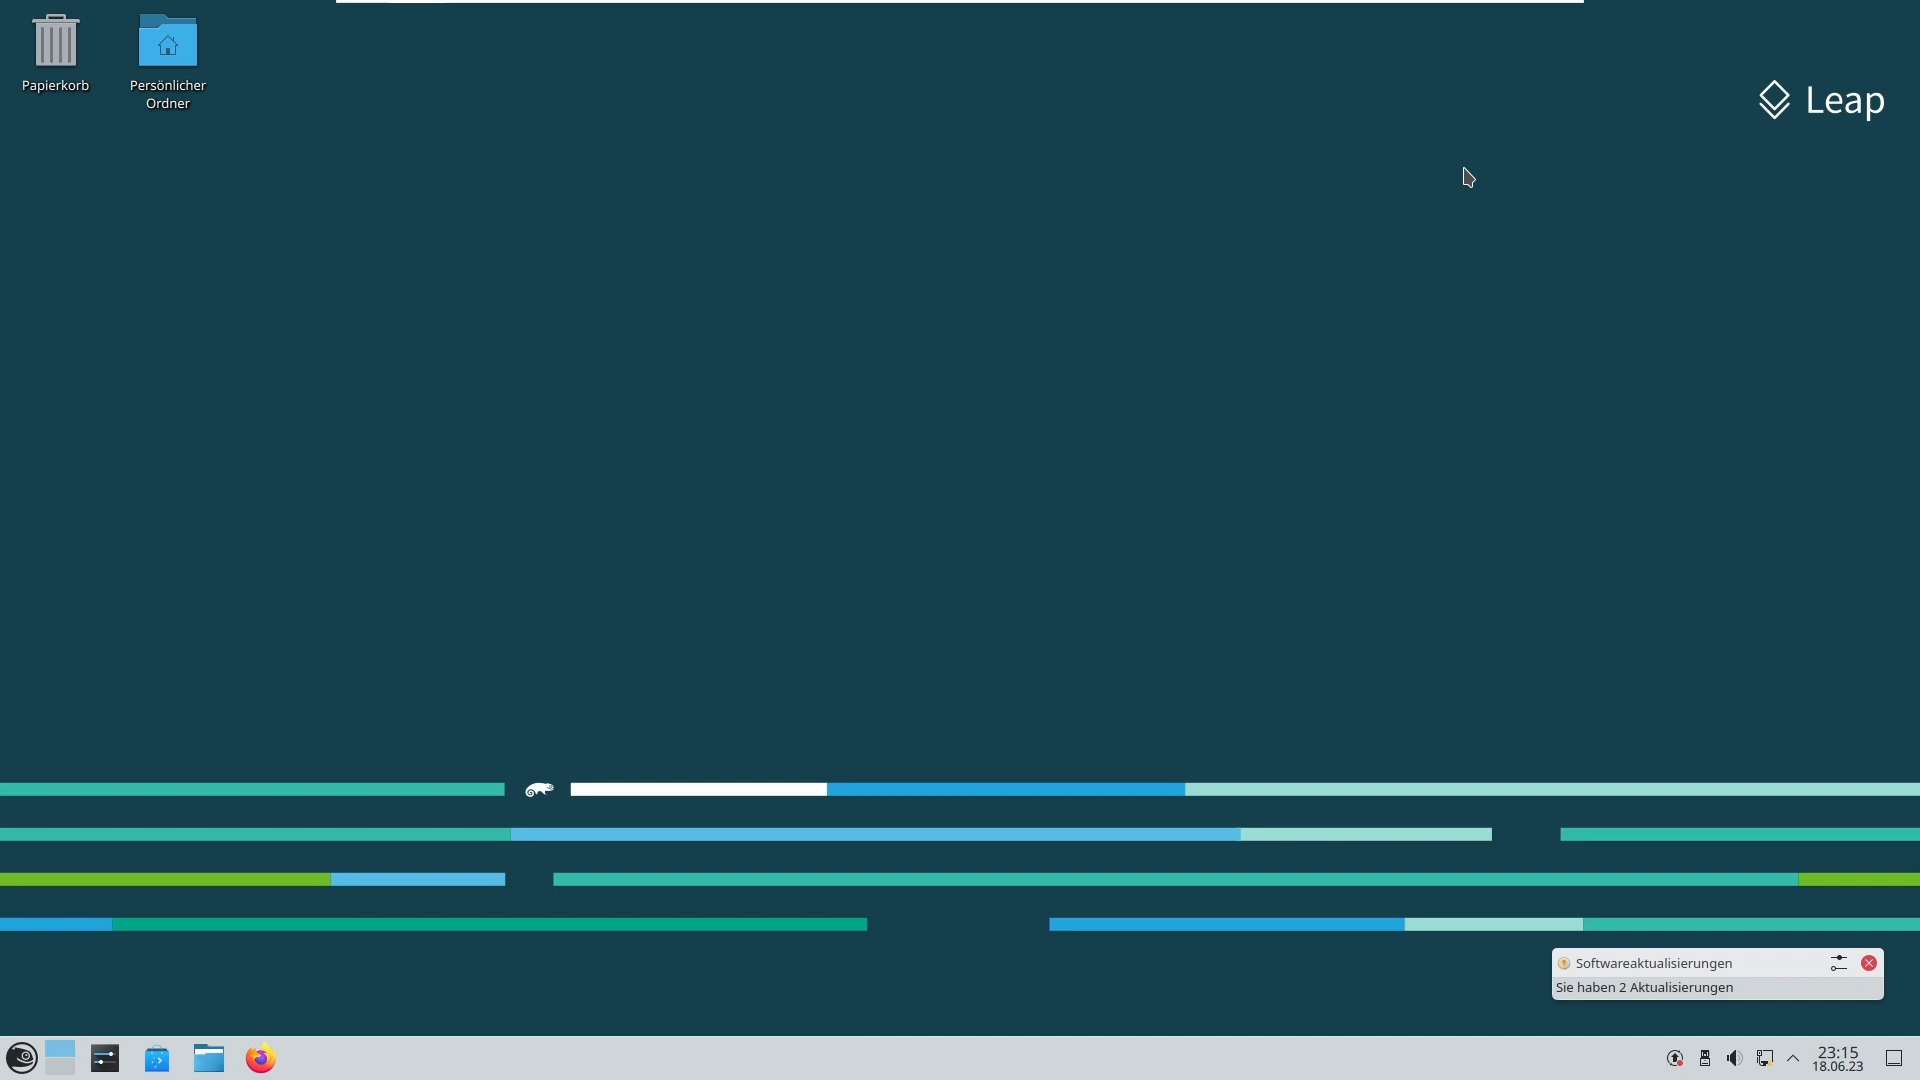 Papierkorb
Persönlicher
Ordner
Leap
Softwareaktualisierungen
Sie haben 2 Aktualisierungen
23:15
18.06.23